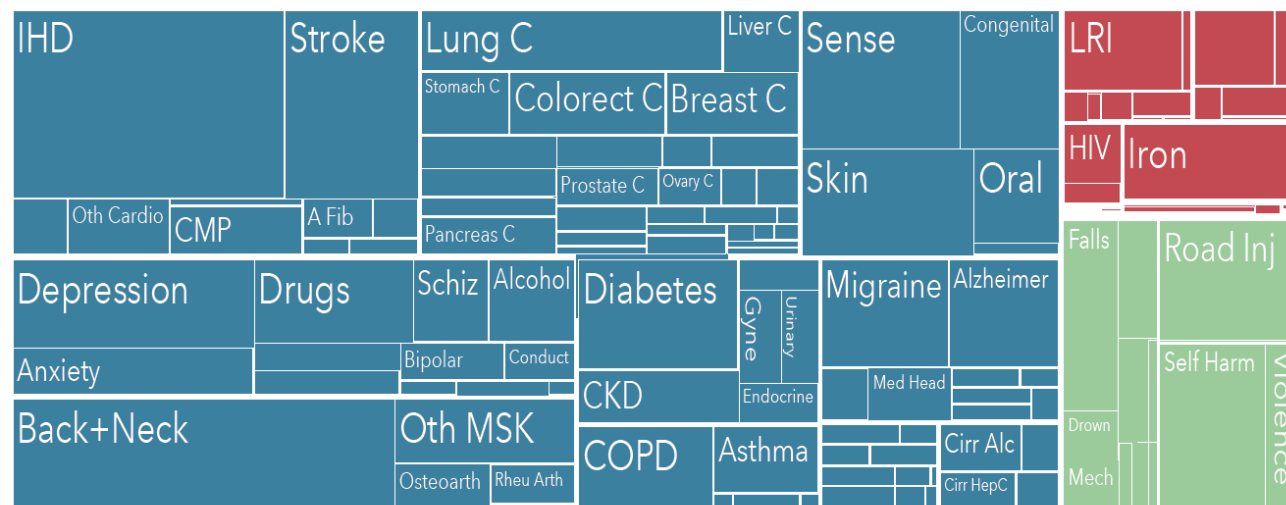 IHD
Stroke
Oth Cardio
CMP
A Fib
Lung C
Liver C
Stomach C
Colorect C
Breast C
Prostate C
Ovary C
Pancreas C
Sense
Congenital
Skin
Oral
LRI
HIV
Iron
Depression
Drugs
Schiz
Alcohol
Anxiety
Bipolar
Conduct
Diabetes
Gyne
Urinary
CKD
Endocrine
Migraine
Alzheimer
Med Head
Falls
Road Inj
Self Harm
Violence
Drown
Mech
Back+Neck
Oth MSK
Osteoarth
Rheu Arth
COPD
Asthma
Cirr Alc
Cirr HepC